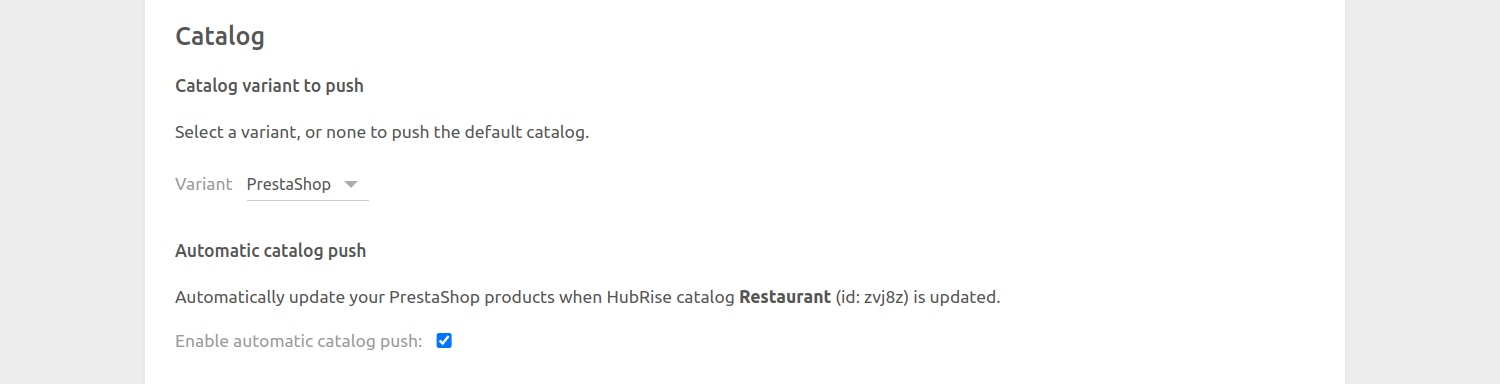 Catalog
Catalog variant to push
Select a variant, or none to push the default catalog.
Variant PrestaShop
Automatic catalog push
Automatically update your PrestaShop products when HubRise catalog Restaurant (id: zvj8z) is updated.
Enable automatic catalog push: